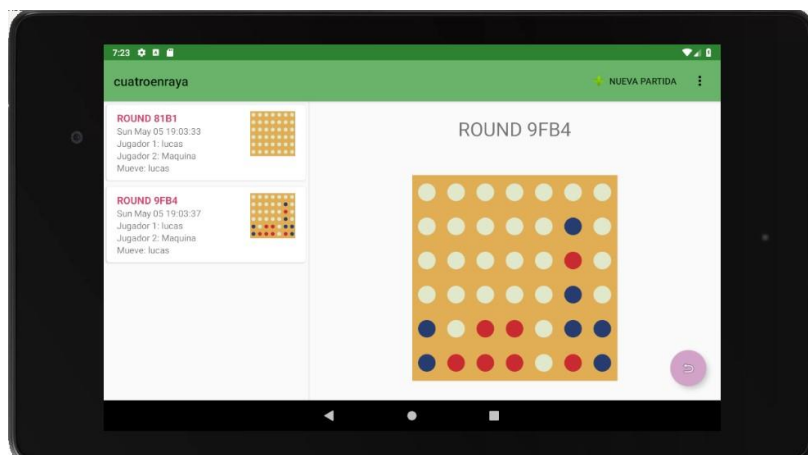 7:23
cuatroenraya
NUEVA PARTIDA
ROUND 81B1
Sun May 05 19:03:33
Jugador 1: lucas
Jugador 2: Maquina
Mueve: lucas
ROUND 9FB4
Sun May 05 19:03:37
Jugador 1: lucas
Jugador 2: Maquina
Mueve: lucas
ROUND 9FB4